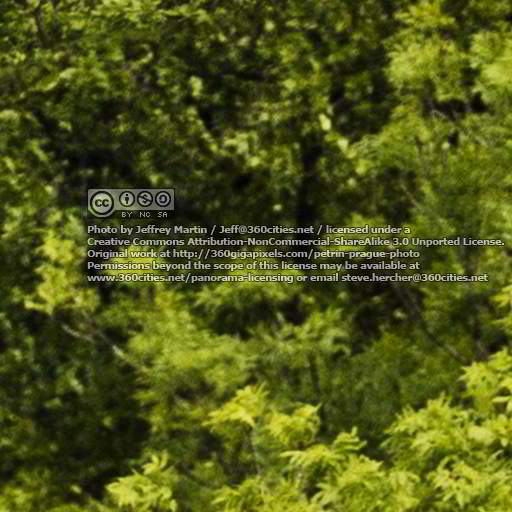 cc
BY NC SA
Photo by Jeffrey Martin / Jeff@360cities.net / licensed under a
Creative Commons Attribution-NonCommercial-ShareAlike 3.0 Unported License.
Original work at http://360gigapixels.com/petrin-prague-photo
Permissions beyond the scope of this license may be available at
www.360cities.net/panorama-licensing or email steve.hercher@360cities.net